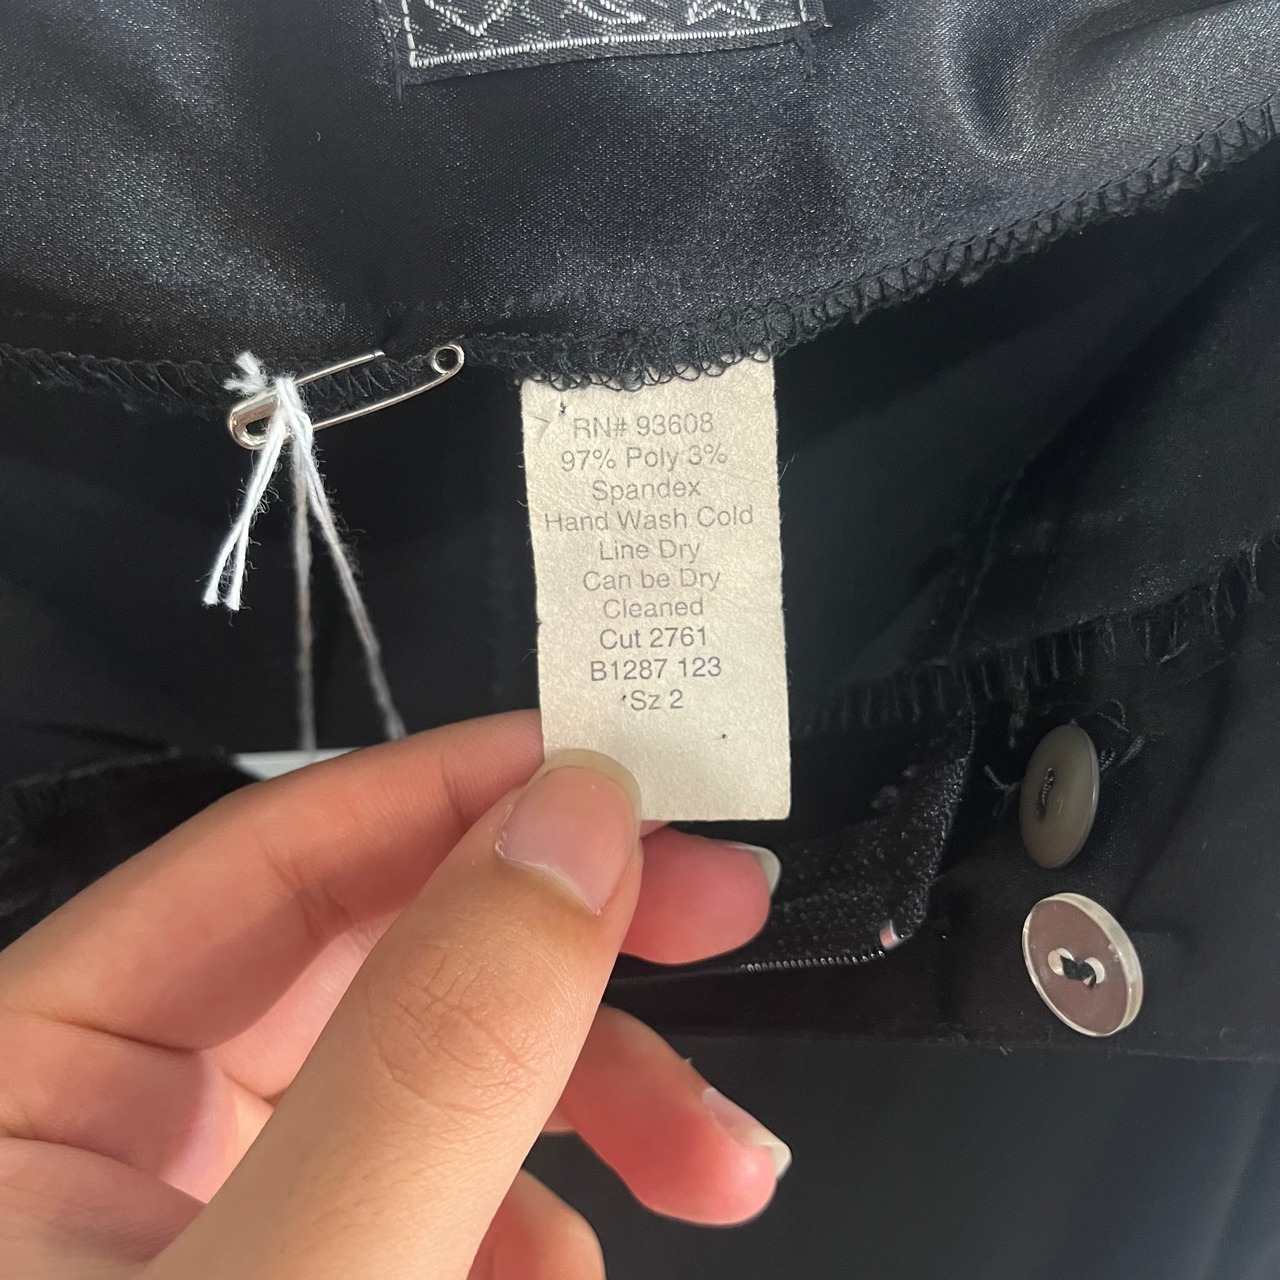 RN# 93608
97% Poly 3%
Spandex
Hand Wash Cold
Line Dry
Can be Dry
Cleaned
Cut 2761
B1287 123
Sz 2